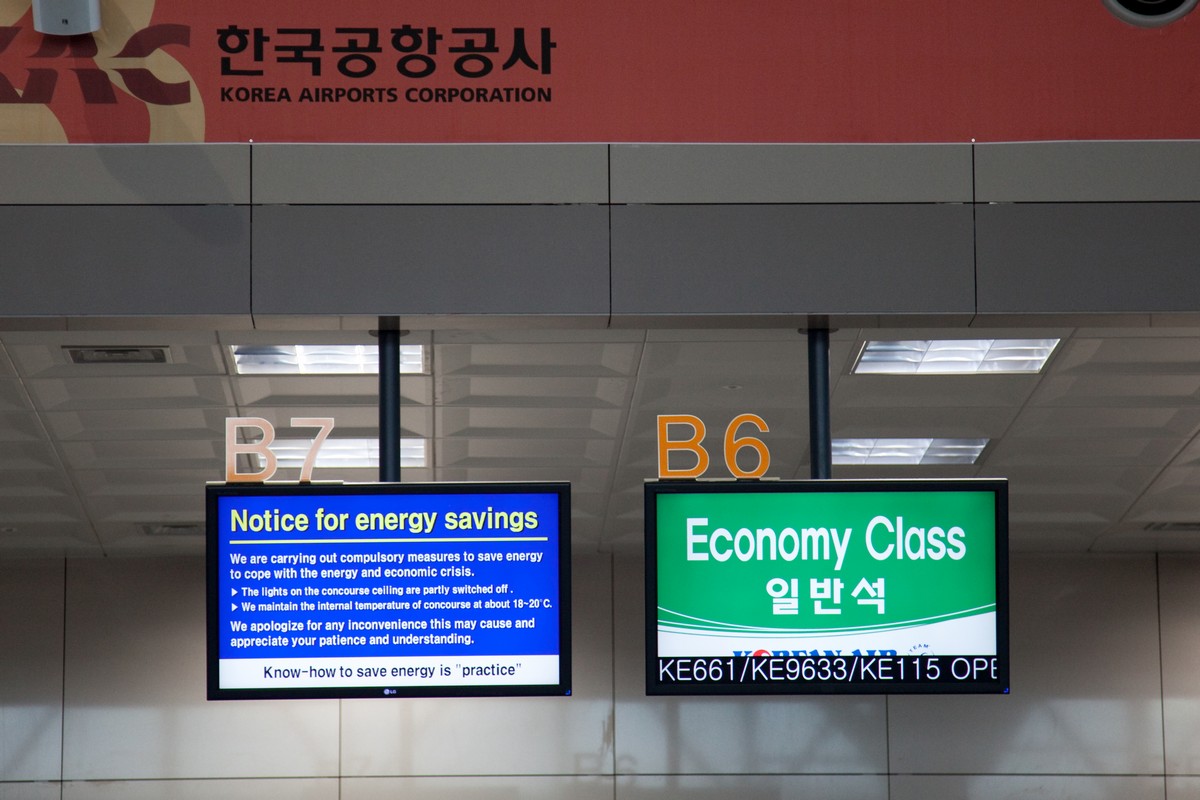 KAC 한국공항공사
KOREA AIRPORTS CORPORATION
B7
B6
Notice for energy savings
We are carrying out compulsory measures to save energy
to cope with the energy and economic crisis.
▶ The lights on the concourse ceiling are partly switched off .
▶ We maintain the internal temperature of concourse at about 18~20°C.
We apologize for any inconvenience this may cause and
appreciate your patience and understanding.
Know-how to save energy is "practice"
LG
Economy Class
일반석
KOREAN AIR
KE661/KE9633/KE115 OPE